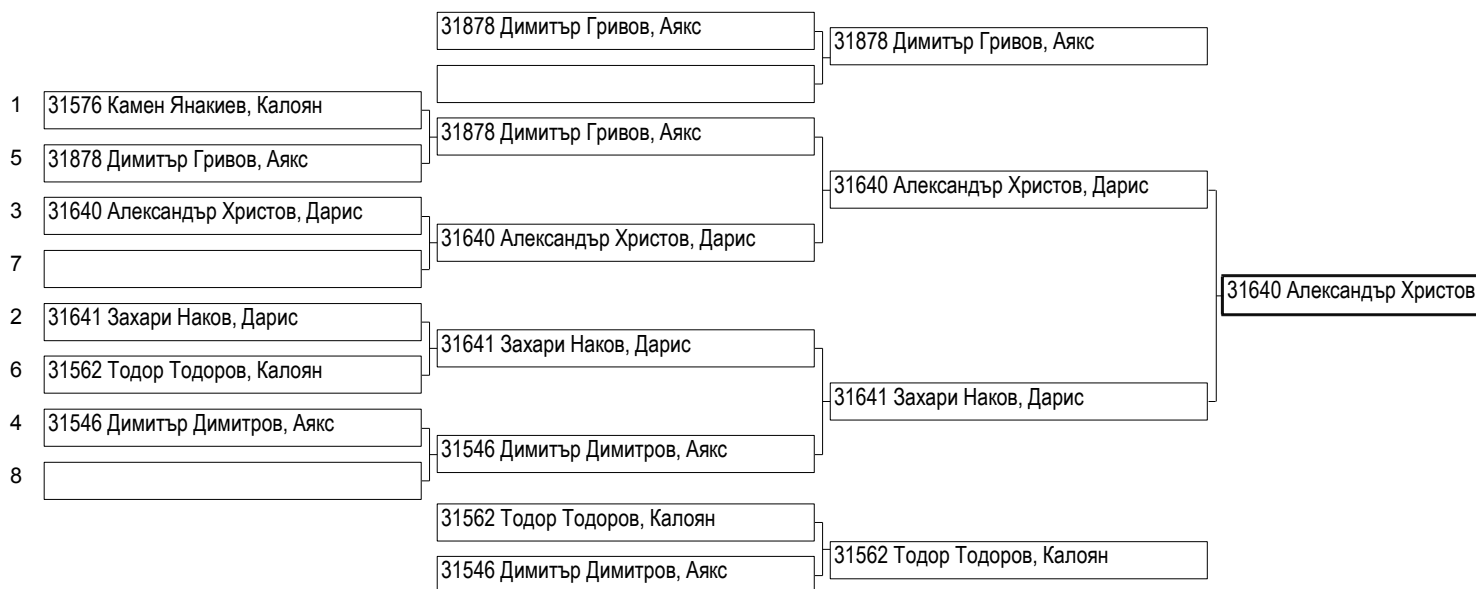 31878 Димитър Гривов, Аякс
31878 Димитър Гривов, Аякс
1 31576 Камен Янакиев, Калоян
31878 Димитър Гривов, Аякс
5 31878 Димитър Гривов, Аякс
31640 Александър Христов, Дарис
3 31640 Александър Христов, Дарис
31640 Александър Христов, Дарис
7
31640 Александър Христов
2 31641 Захари Наков, Дарис
31641 Захари Наков, Дарис
6 31562 Тодор Тодоров, Калоян
31641 Захари Наков, Дарис
4 31546 Димитър Димитров, Аякс
31546 Димитър Димитров, Аякс
8
31562 Тодор Тодоров, Калоян
31562 Тодор Тодоров, Калоян
31546 Димитър Димитров, Аякс